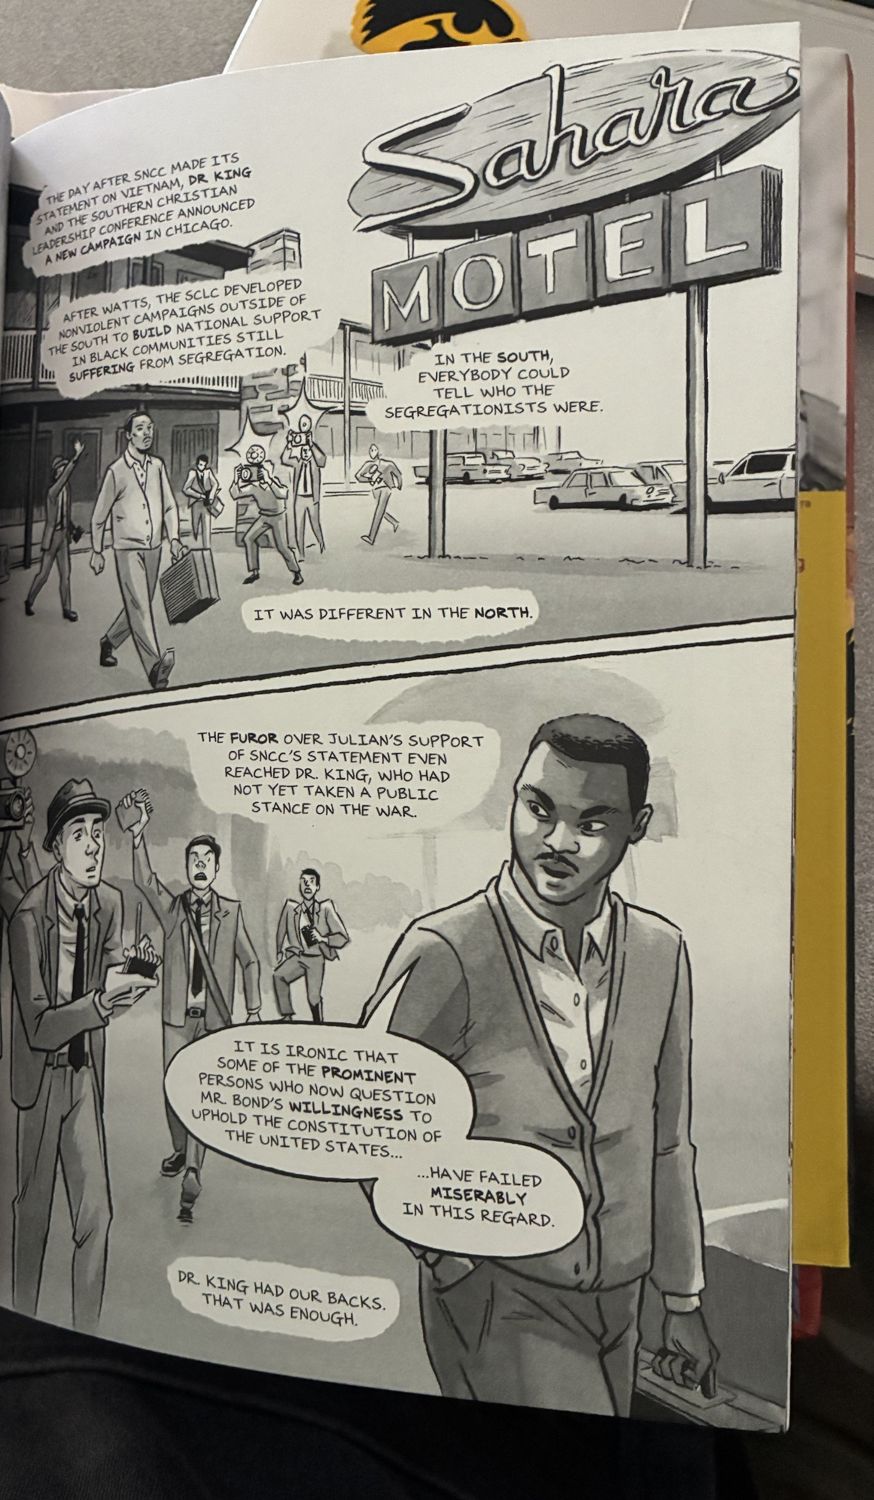 Sahara
MOTEL
THE DAY AFTER SNCC MADE ITS
STATEMENT ON VIETNAM, DR KING
AND THE SOUTHERN CHRISTIAN
LEADERSHIP CONFERENCE ANNOUNCED
A NEW CAMPAIGN IN CHICAGO.
AFTER WATTS, THE SCLC DEVELOPED
NONVIOLENT CAMPAIGNS OUTSIDE OF
THE SOUTH TO BUILD NATIONAL SUPPORT
IN BLACK COMMUNITIES STILL
SUFFERING FROM SEGREGATION.
IN THE SOUTH,
EVERYBODY COULD
TELL WHO THE
SEGREGATIONISTS WERE.
IT WAS DIFFERENT IN THE NORTH.
THE FUROR OVER JULIAN'S SUPPORT
OF SNCC'S STATEMENT EVEN
REACHED DR. KING, WHO HAD
NOT YET TAKEN A PUBLIC
STANCE ON THE WAR.
IT IS IRONIC THAT
SOME OF THE PROMINENT
PERSONS WHO NOW QUESTION
MR. BOND'S WILLINGNESS TO
UPHOLD THE CONSTITUTION OF
THE UNITED STATES...
...HAVE FAILED
MISERABLY
IN THIS REGARD.
DR. KING HAD OUR BACKS.
THAT WAS ENOUGH.